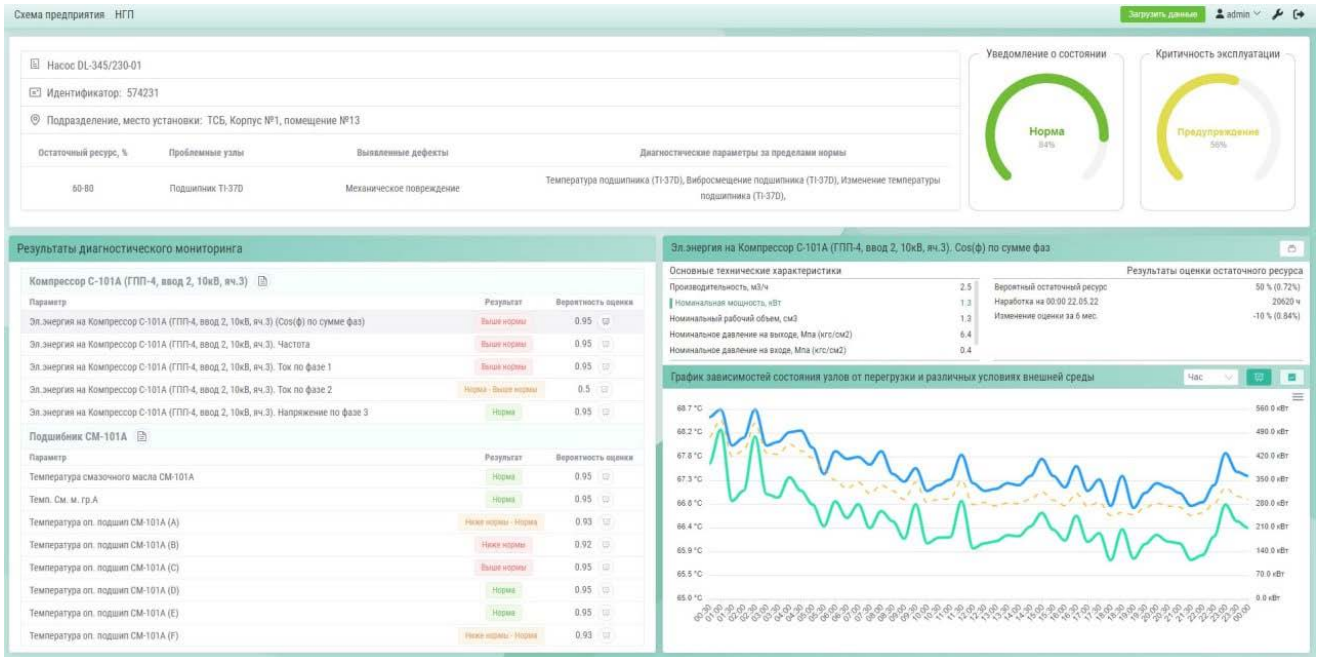 Схема предприятия НГП
Загрузить данные admin
Насос DL-345/230-01
Идентификатор: 574231
Подразделение, место установки: ТСБ, Корпус №1, помещение №13
Остаточный ресурс, % Проблемные узлы Выявленные дефекты Диагностические параметры за пределами нормы
60-80 Подшипник TI-37D Механическое повреждение Температура подшипника (TI-37D), Вибросмещение подшипника (TI-37D), Изменение температуры
подшипника (TI-37D),
Уведомление о состоянии
Норма
84%
Критичность эксплуатации
Предупреждение
56%
Результаты диагностического мониторинга
Компрессор С-101А (ГПП-4, ввод 2, 10кВ, яч.3)
Параметр Результат Вероятность оценки
Эл.энергия на Компрессор С-101А (ГПП-4, ввод 2, 10кВ, яч.3) (Cos(ф) по сумме фаз) Выше нормы 0.95
Эл.энергия на Компрессор С-101А (ГПП-4, ввод 2, 10кВ, яч.3). Частота Выше нормы 0.95
Эл.энергия на Компрессор С-101А (ГПП-4, ввод 2, 10кВ, яч.3). Ток по фазе 1 Выше нормы 0.95
Эл.энергия на Компрессор С-101А (ГПП-4, ввод 2, 10кВ, яч.3). Ток по фазе 2 Норма - Выше нормы 0.5
Эл.энергия на Компрессор С-101А (ГПП-4, ввод 2, 10кВ, яч.3). Напряжение по фазе 3 Норма 0.95
Подшибник СМ-101А
Параметр Результат Вероятность оценки
Температура смазочного масла СМ-101А Норма 0.95
Темп. См. м. гр.А Норма 0.95
Температура оп. подшип СМ-101А (A) Ниже нормы - Норма 0.93
Температура оп. подшип СМ-101А (B) Ниже нормы 0.92
Температура оп. подшип СМ-101А (C) Выше нормы 0.95
Температура оп. подшип СМ-101А (D) Норма 0.95
Температура оп. подшип СМ-101А (E) Норма 0.95
Температура оп. подшип СМ-101А (F) Ниже нормы - Норма 0.93
Эл.энергия на Компрессор С-101А (ГПП-4, ввод 2, 10кВ, яч.3). Cos(ф) по сумме фаз
Основные технические характеристики
Производительность, м3/ч 2.5
Номинальная мощность, кВт 1.3
Номинальный рабочий объем, см3 1.3
Номинальное давление на выходе, Мпа (кгс/см2) 6.4
Номинальное давление на входе, Мпа (кгс/см2) 0.4
Результаты оценки остаточного ресурса
Вероятный остаточный ресурс 50 % (0.72%)
Наработка на 00:00 22.05.22 20620 ч
Изменение оценки за 6 мес. -10 % (0.84%)
График зависимостей состояния узлов от перегрузки и различных условиях внешней среды Час
68.7 °C 560.0 кВт
68.2 °C 490.0 кВт
67.8 °C 420.0 кВт
67.3 °C 350.0 кВт
66.8 °C 280.0 кВт
66.4 °C 210.0 кВт
65.9 °C 140.0 кВт
65.5 °C 70.0 кВт
65.0 °C 0.0 кВт